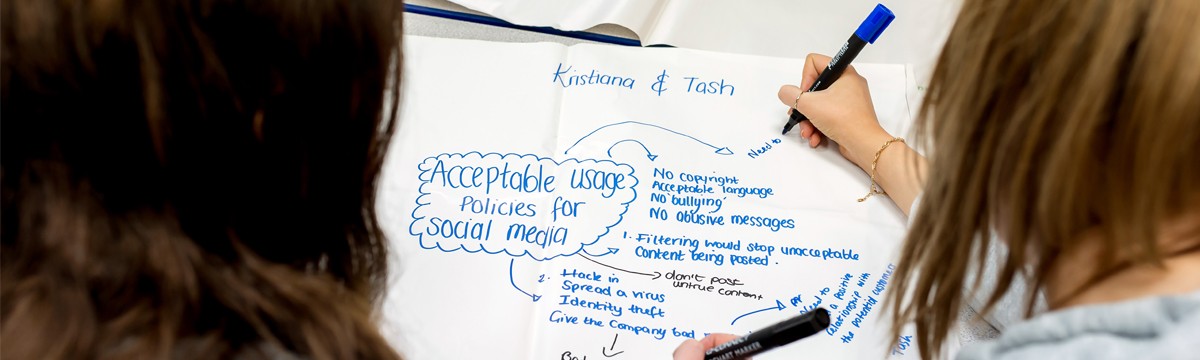 Kristiana & Tash
Need to
Acceptable usage
Policies for
social media
No copyright
Acceptable language
No bullying
No abusive messages
1. Filtering would stop unacceptable
Content being posted.
don't post
untrue content
2. Hack in
Spread a virus
Identity theft
Give the Company bad
PR
Need to
a positive
relationship with
the potential customers
Tash
MARKER